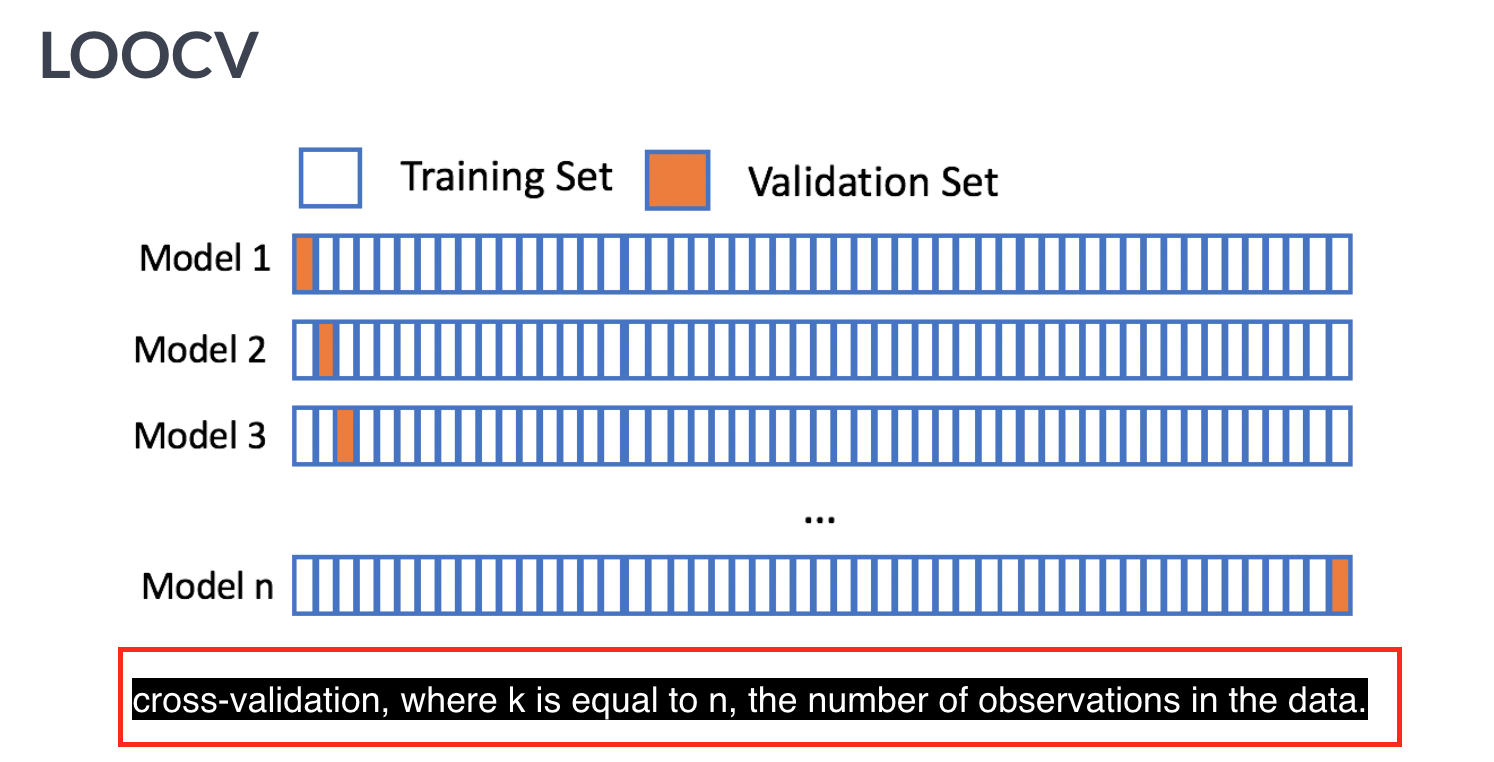 LOOCV
Training Set Validation Set
Model 1
Model 2
Model 3
...
Model n
cross-validation, where k is equal to n, the number of observations in the data.